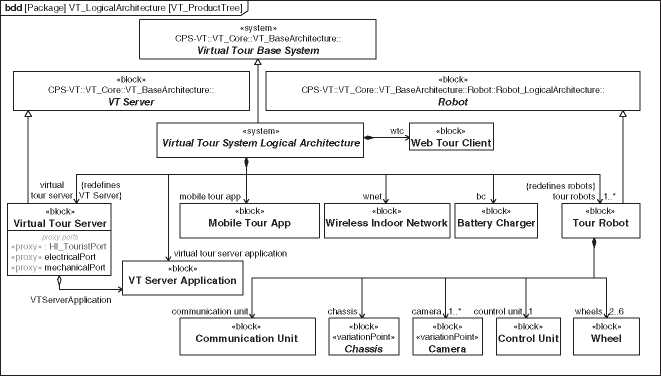 bdd [Package] VT_LogicalArchitecture [VT_ProductTree]
«system»
CPS-VT::VT_Core::VT_BaseArchitecture::
Virtual Tour Base System
«block»
CPS-VT::VT_Core::VT_BaseArchitecture::
VT Server
«block»
CPS-VT::VT_Core::VT_BaseArchitecture::Robot::Robot_LogicalArchitecture::
Robot
«system»
Virtual Tour System Logical Architecture
wtc
«block»
Web Tour Client
virtual
tour server
{redefines
VT Server}
mobile tour app
wnet
bc
{redefines robots}
tour robots
1..*
«block»
Virtual Tour Server
proxy ports
«proxy» : HI_TouristPort
«proxy» electricalPort
«proxy» mechanicalPort
«block»
Mobile Tour App
«block»
Wireless Indoor Network
«block»
Battery Charger
«block»
Tour Robot
virtual tour server application
«block»
VT Server Application
VTServerApplication
communication unit
chassis
camera
1..*
countrol unit
1
wheels
2..6
«block»
Communication Unit
«block»
«variationPoint»
Chassis
«block»
«variationPoint»
Camera
«block»
Control Unit
«block»
Wheel